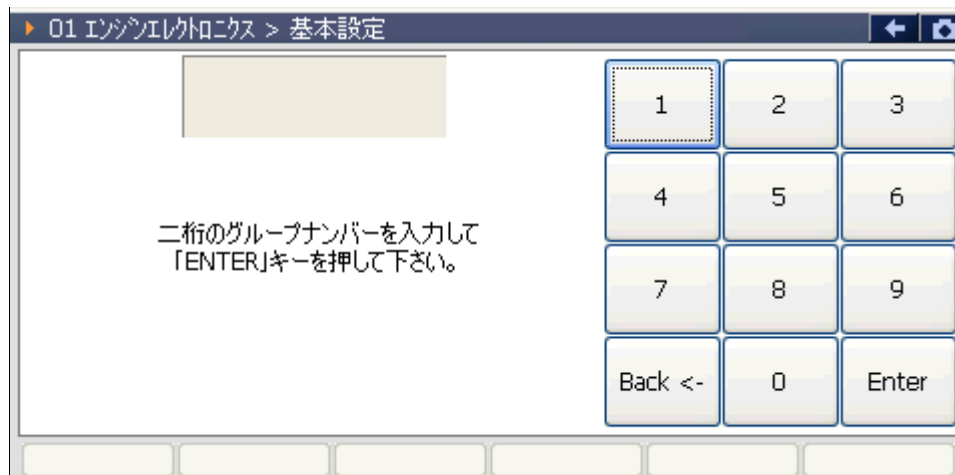 01 ｴﾝｼﾞﾝｴﾚｸﾄﾛﾆｸｽ > 基本設定
二桁のグループナンバーを入力して
「ENTER」キーを押して下さい。
1 2 3
4 5 6
7 8 9
Back <- 0 Enter